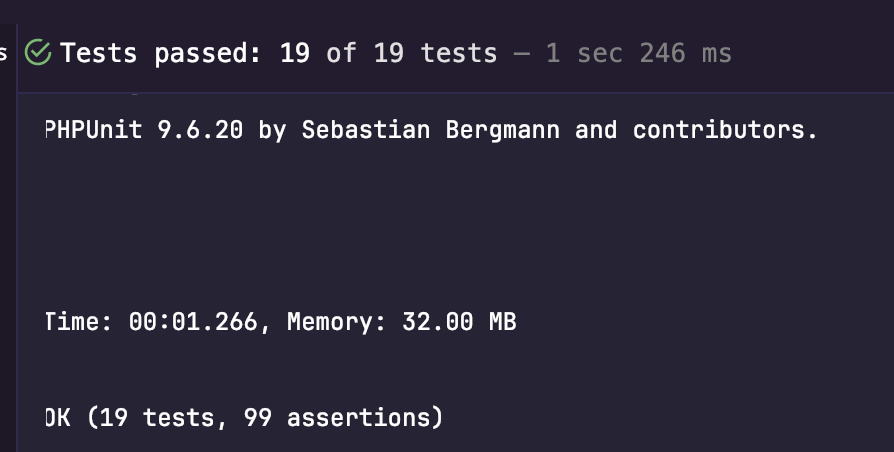 s
Tests passed: 19 of 19 tests – 1 sec 246 ms
PHPUnit 9.6.20 by Sebastian Bergmann and contributors.
Time: 00:01.266, Memory: 32.00 MB
OK (19 tests, 99 assertions)